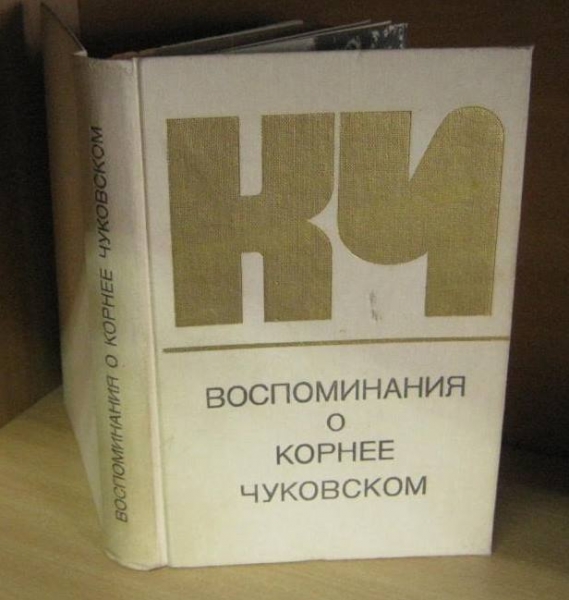 КЧ
ВОСПОМИНАНИЯ
О
КОРНЕЕ
ЧУКОВСКОМ
ВОСПОМИНАНИЯ О КОРНЕЕ ЧУКОВСКОМ